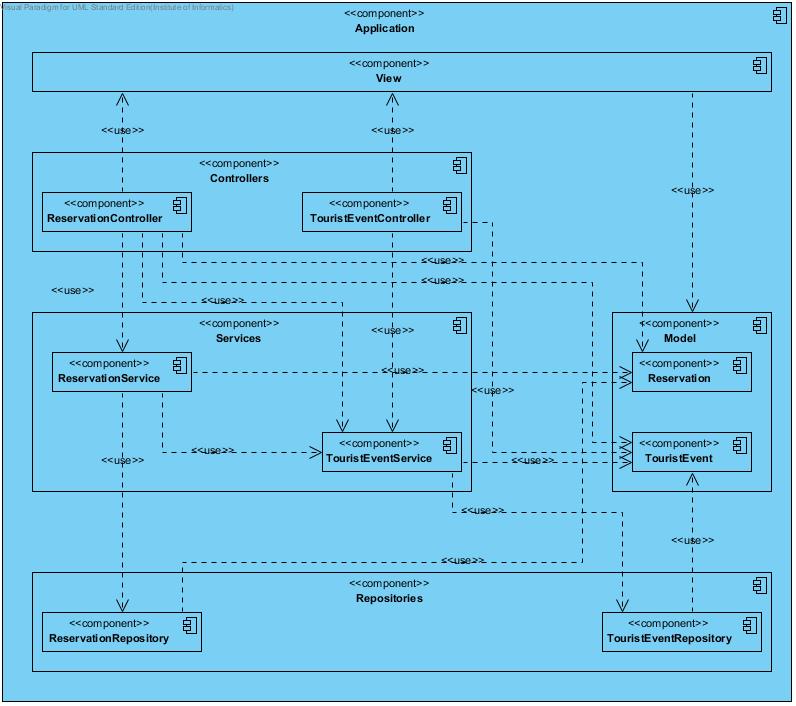 Visual Paradigm for UML Standard Edition(Institute of Informatics)
<<component>>
Application
<<component>>
View
<<use>>
<<use>>
<<use>>
<<component>>
Controllers
<<component>>
ReservationController
<<component>>
TouristEventController
<<use>>
<<use>>
<<use>>
<<use>>
<<component>>
Services
<<use>>
<<component>>
Model
<<component>>
ReservationService
<<use>>
<<component>>
Reservation
<<use>>
<<component>>
TouristEventService
<<component>>
TouristEvent
<<use>>
<<use>>
<<use>>
<<use>>
<<use>>
<<use>>
<<component>>
Repositories
<<component>>
ReservationRepository
<<component>>
TouristEventRepository